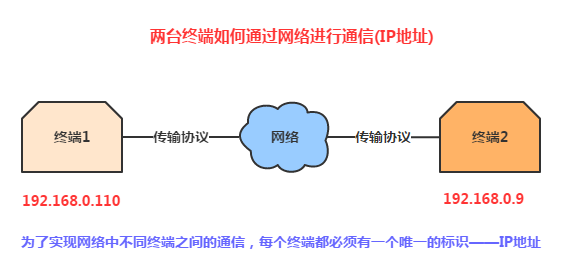 两台终端如何通过网络进行通信(IP地址)
终端1 传输协议 网络 传输协议 终端2
192.168.0.110 192.168.0.9
为了实现网络中不同终端之间的通信，每个终端都必须有一个唯一的标识——IP地址